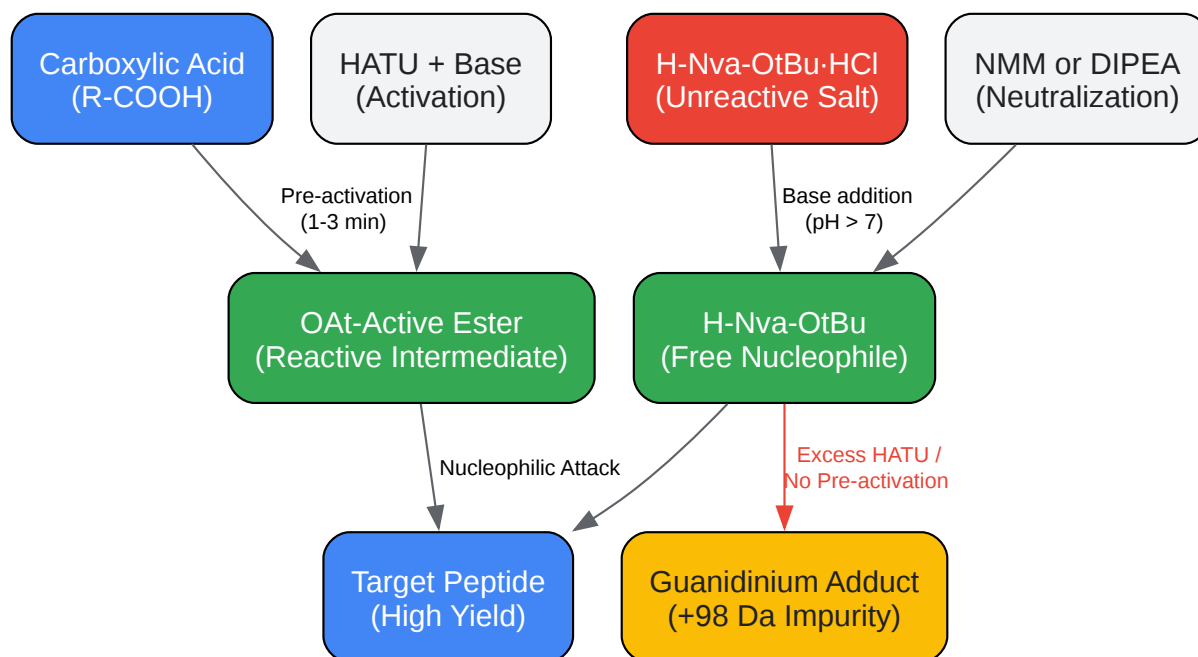 Carboxylic Acid
(R-COOH)
HATU + Base
(Activation)
H-Nva-OtBu·HCl
(Unreactive Salt)
NMM or DIPEA
(Neutralization)
Pre-activation
(1-3 min)
Base addition
(pH > 7)
OAt-Active Ester
(Reactive Intermediate)
H-Nva-OtBu
(Free Nucleophile)
Nucleophilic Attack
Excess HATU /
No Pre-activation
Target Peptide
(High Yield)
Guanidinium Adduct
(+98 Da Impurity)